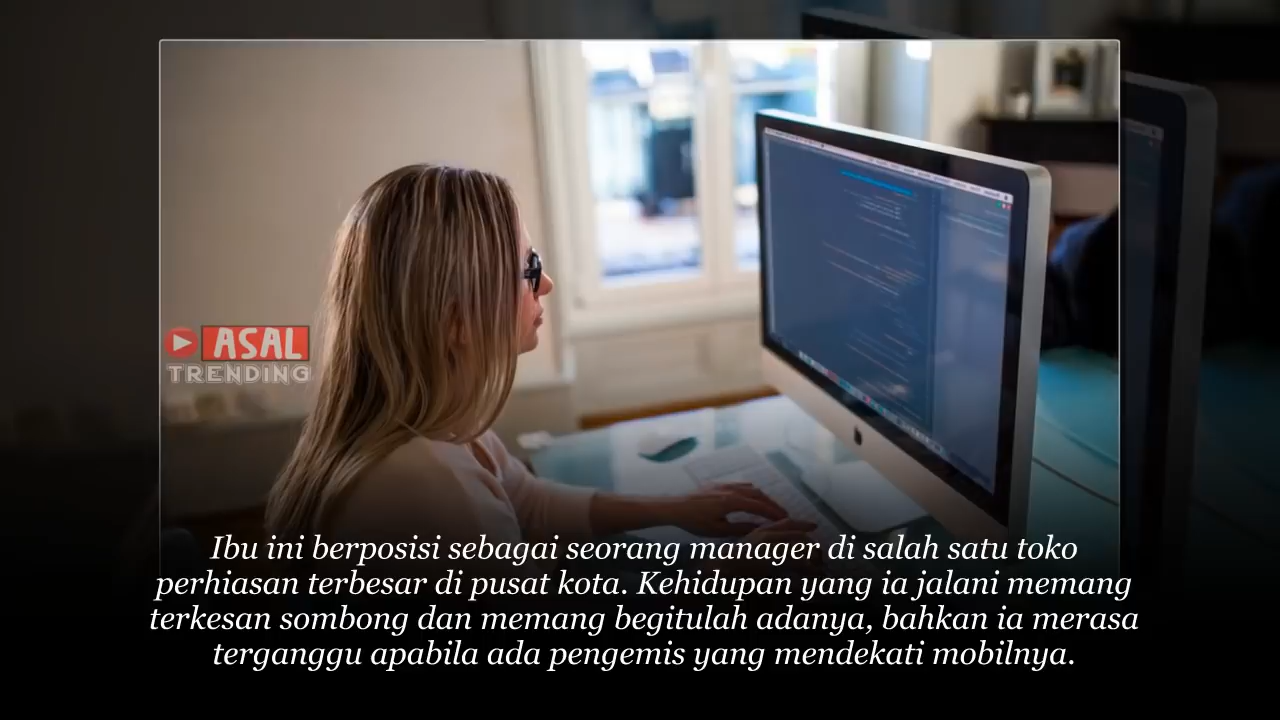 ASAL
TRENDING
Ibu ini berposisi sebagai seorang manager di salah satu toko
perhiasan terbesar di pusat kota. Kehidupan yang ia jalani memang
terkesan sombong dan memang begitulah adanya, bahkan ia merasa
terganggu apabila ada pengemis yang mendekati mobilnya.